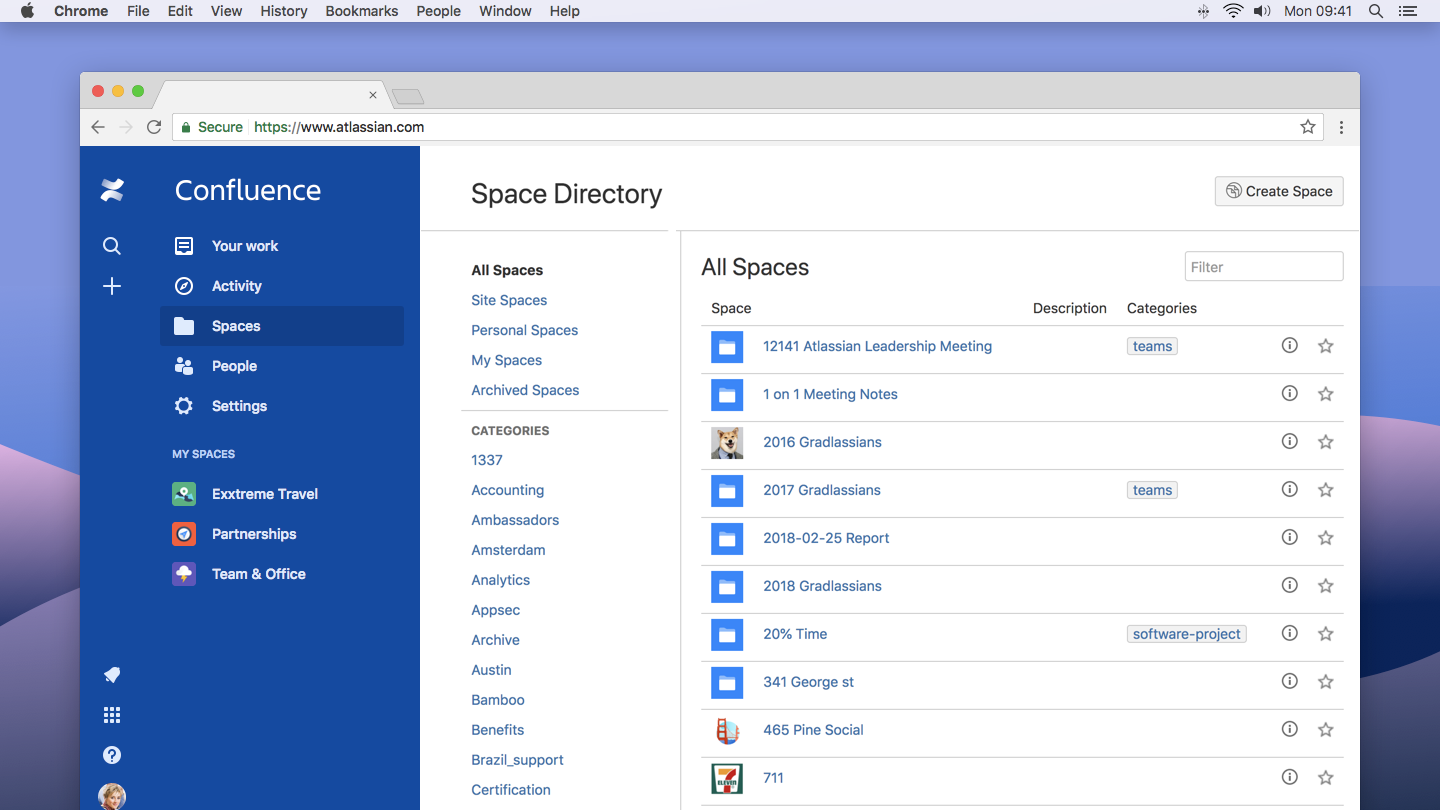 Chrome File Edit View History Bookmarks People Window Help Mon 09:41
Secure https://www.atlassian.com
Confluence
Your work
Activity
Spaces
People
Settings
MY SPACES
Exxtreme Travel
Partnerships
Team & Office
Space Directory
Create Space
All Spaces
Site Spaces
Personal Spaces
My Spaces
Archived Spaces
CATEGORIES
1337
Accounting
Ambassadors
Amsterdam
Analytics
Appsec
Archive
Austin
Bamboo
Benefits
Brazil_support
Certification
All Spaces
Filter
Space Description Categories
12141 Atlassian Leadership Meeting teams
1 on 1 Meeting Notes
2016 Gradlassians
2017 Gradlassians teams
2018-02-25 Report
2018 Gradlassians
20% Time software-project
341 George st
465 Pine Social
7 ELEVEN
711